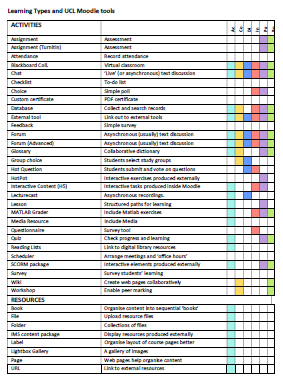 Learning Types and UCL Moodle tools
ACTIVITIES
Ac Co Di In Pr
Assignment Assessment
Assignment (Turnitin) Assessment
Attendance Record attendance
Blackboard Coll. Virtual classroom
Chat 'Live' (or asynchronous) text discussion
Checklist To-do list
Choice Simple poll
Custom certificate PDF certificate
Database Collect and search records
External tool Link out to external tools
Feedback Simple survey
Forum Asynchronous (usually) text discussion
Forum (Advanced) Asynchronous (usually) text discussion
Glossary Collaborative dictionary
Group choice Students select study groups
Hot Question Students submit and vote on questions
HotPot Interactive exercises produced externally
Interactive Content (H5) Interactive tasks produced inside Moodle
Lecturecast Asynchronous recordings.
Lesson Structured paths for learning
MATLAB Grader Include Matlab exercises
Media Resource Include Media
Questionnaire Survey tool
Quiz Check progress and learning
Reading Lists Link to digital library resources
Scheduler Arrange meetings and 'office hours'
SCORM package Interactive elements produced externally
Survey Survey students' learning
Wiki Create web pages collaboratively
Workshop Enable peer marking
RESOURCES
Book Organise content into sequential 'books'
File Upload resource files
Folder Collections of files
IMS content package Display resources produced externally
Label Organise layout of course pages better
Lightbox Gallery A gallery of images
Page Web pages help organise content
URL Link to external resources